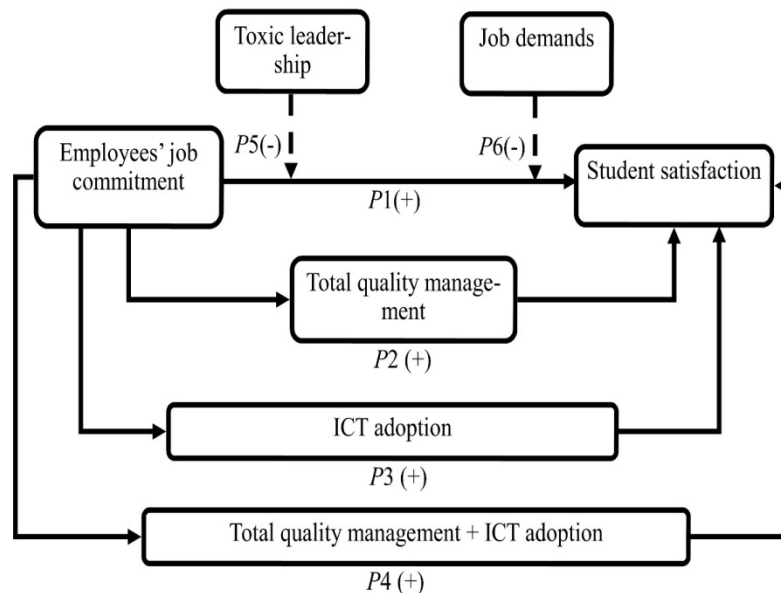 Toxic leader-
ship
Job demands
P5(-)
P6(-)
Employees’ job
commitment
Student satisfaction
P1(+)
Total quality manage-
ment
P2 (+)
ICT adoption
P3 (+)
Total quality management + ICT adoption
P4 (+)